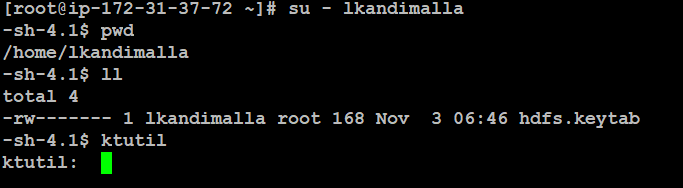 [root@ip-172-31-37-72 ~]# su - lkandimalla
-sh-4.1$ pwd
/home/lkandimalla
-sh-4.1$ ll
total 4
-rw------- 1 lkandimalla root 168 Nov  3 06:46 hdfs.keytab
-sh-4.1$ ktutil
ktutil: